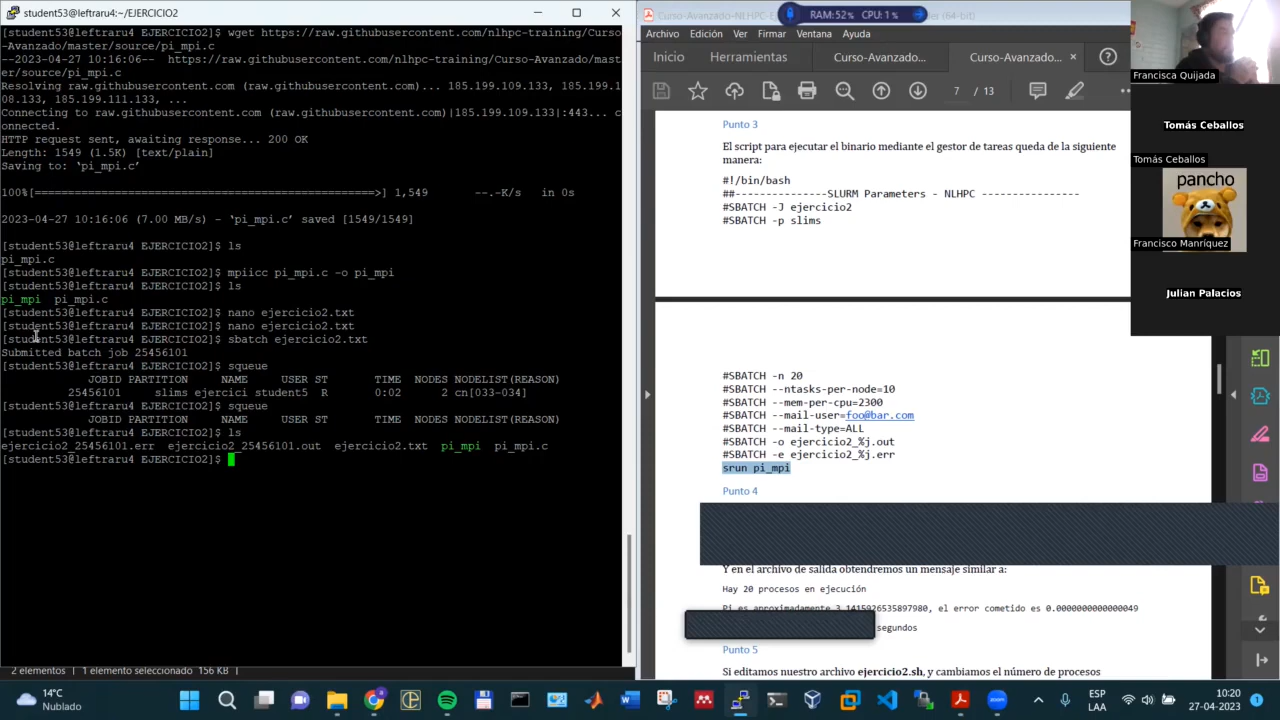 student53@leftraru4:~/EJERCICIO2
[student53@leftraru4 EJERCICIO2]$ wget https://raw.githubusercontent.com/nlhpc-training/Curso
-Avanzado/master/source/pi_mpi.c
--2023-04-27 10:16:06--  https://raw.githubusercontent.com/nlhpc-training/Curso-Avanzado/mast
er/source/pi_mpi.c
Resolving raw.githubusercontent.com (raw.githubusercontent.com)... 185.199.109.133, 185.199.1
08.133, 185.199.111.133, ...
Connecting to raw.githubusercontent.com (raw.githubusercontent.com)|185.199.109.133|:443... c
onnected.
HTTP request sent, awaiting response... 200 OK
Length: 1549 (1.5K) [text/plain]
Saving to: ‘pi_mpi.c’
100%[===================================================>] 1,549       --.-K/s   in 0s
2023-04-27 10:16:06 (7.00 MB/s) - ‘pi_mpi.c’ saved [1549/1549]
[student53@leftraru4 EJERCICIO2]$ ls
pi_mpi.c
[student53@leftraru4 EJERCICIO2]$ mpiicc pi_mpi.c -o pi_mpi
[student53@leftraru4 EJERCICIO2]$ ls
pi_mpi  pi_mpi.c
[student53@leftraru4 EJERCICIO2]$ nano ejercicio2.txt
[student53@leftraru4 EJERCICIO2]$ nano ejercicio2.txt
[student53@leftraru4 EJERCICIO2]$ sbatch ejercicio2.txt
Submitted batch job 25456101
[student53@leftraru4 EJERCICIO2]$ squeue
JOBID PARTITION     NAME     USER ST       TIME  NODES NODELIST(REASON)
25456101     slims ejercici student5  R       0:02      2 cn[033-034]
[student53@leftraru4 EJERCICIO2]$ squeue
JOBID PARTITION     NAME     USER ST       TIME  NODES NODELIST(REASON)
[student53@leftraru4 EJERCICIO2]$ ls
ejercicio2_25456101.err  ejercicio2_25456101.out  ejercicio2.txt  pi_mpi  pi_mpi.c
[student53@leftraru4 EJERCICIO2]$
2 elementos | 1 elemento seleccionado 156 KB |
RAM:52% CPU:1%
Archivo Edición Ver Firmar Ventana Ayuda
Inicio Herramientas Curso-Avanzado... Curso-Avanzado... ×
7 / 13
Punto 3
El script para ejecutar el binario mediante el gestor de tareas queda de la siguiente
manera:
#!/bin/bash
##---------------SLURM Parameters - NLHPC ----------------
#SBATCH -J ejercicio2
#SBATCH -p slims
#SBATCH -n 20
#SBATCH --ntasks-per-node=10
#SBATCH --mem-per-cpu=2300
#SBATCH --mail-user=foo@bar.com
#SBATCH --mail-type=ALL
#SBATCH -o ejercicio2_%j.out
#SBATCH -e ejercicio2_%j.err
srun pi_mpi
Punto 4
Y en el archivo de salida obtendremos un mensaje similar a:
Hay 20 procesos en ejecución
Pi es aproximadamente 3.1415926535897980, el error cometido es 0.0000000000000049
segundos
Punto 5
Si editamos nuestro archivo ejercicio2.sh, y cambiamos el número de procesos
Francisca Quijada
Tomás Ceballos
Tomás Ceballos
pancho
Francisco Manríquez
Julian Palacios
14°C
Nublado
ESP
LAA
10:20
27-04-2023